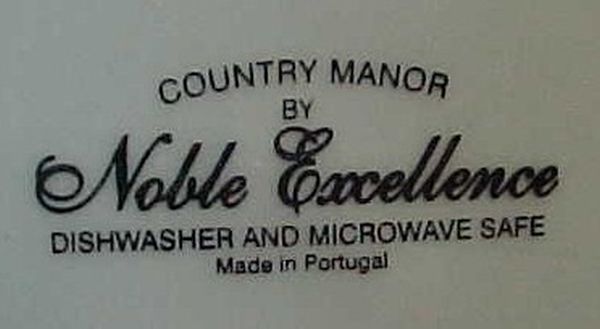 COUNTRY MANOR
BY
Noble Excellence
DISHWASHER AND MICROWAVE SAFE
Made in Portugal